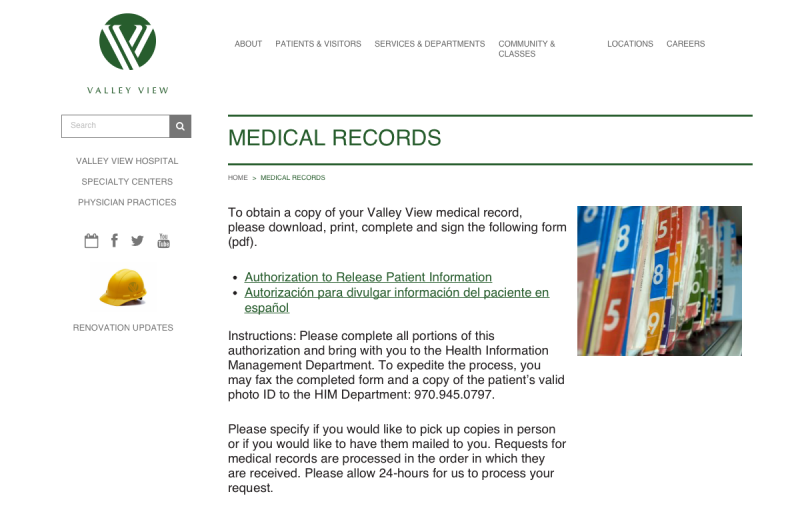 VALLEY VIEW
ABOUT
PATIENTS & VISITORS
SERVICES & DEPARTMENTS
COMMUNITY &
CLASSES
LOCATIONS
CAREERS
Search
VALLEY VIEW HOSPITAL
SPECIALTY CENTERS
PHYSICIAN PRACTICES
You
Tube
RENOVATION UPDATES
MEDICAL RECORDS
HOME > MEDICAL RECORDS
To obtain a copy of your Valley View medical record,
please download, print, complete and sign the following form
(pdf).
• Authorization to Release Patient Information
• Autorización para divulgar información del paciente en
español
Instructions: Please complete all portions of this
authorization and bring with you to the Health Information
Management Department. To expedite the process, you
may fax the completed form and a copy of the patient's valid
photo ID to the HIM Department: 970.945.0797.
Please specify if you would like to pick up copies in person
or if you would like to have them mailed to you. Requests for
medical records are processed in the order in which they
are received. Please allow 24-hours for us to process your
request.
8
5
8
9